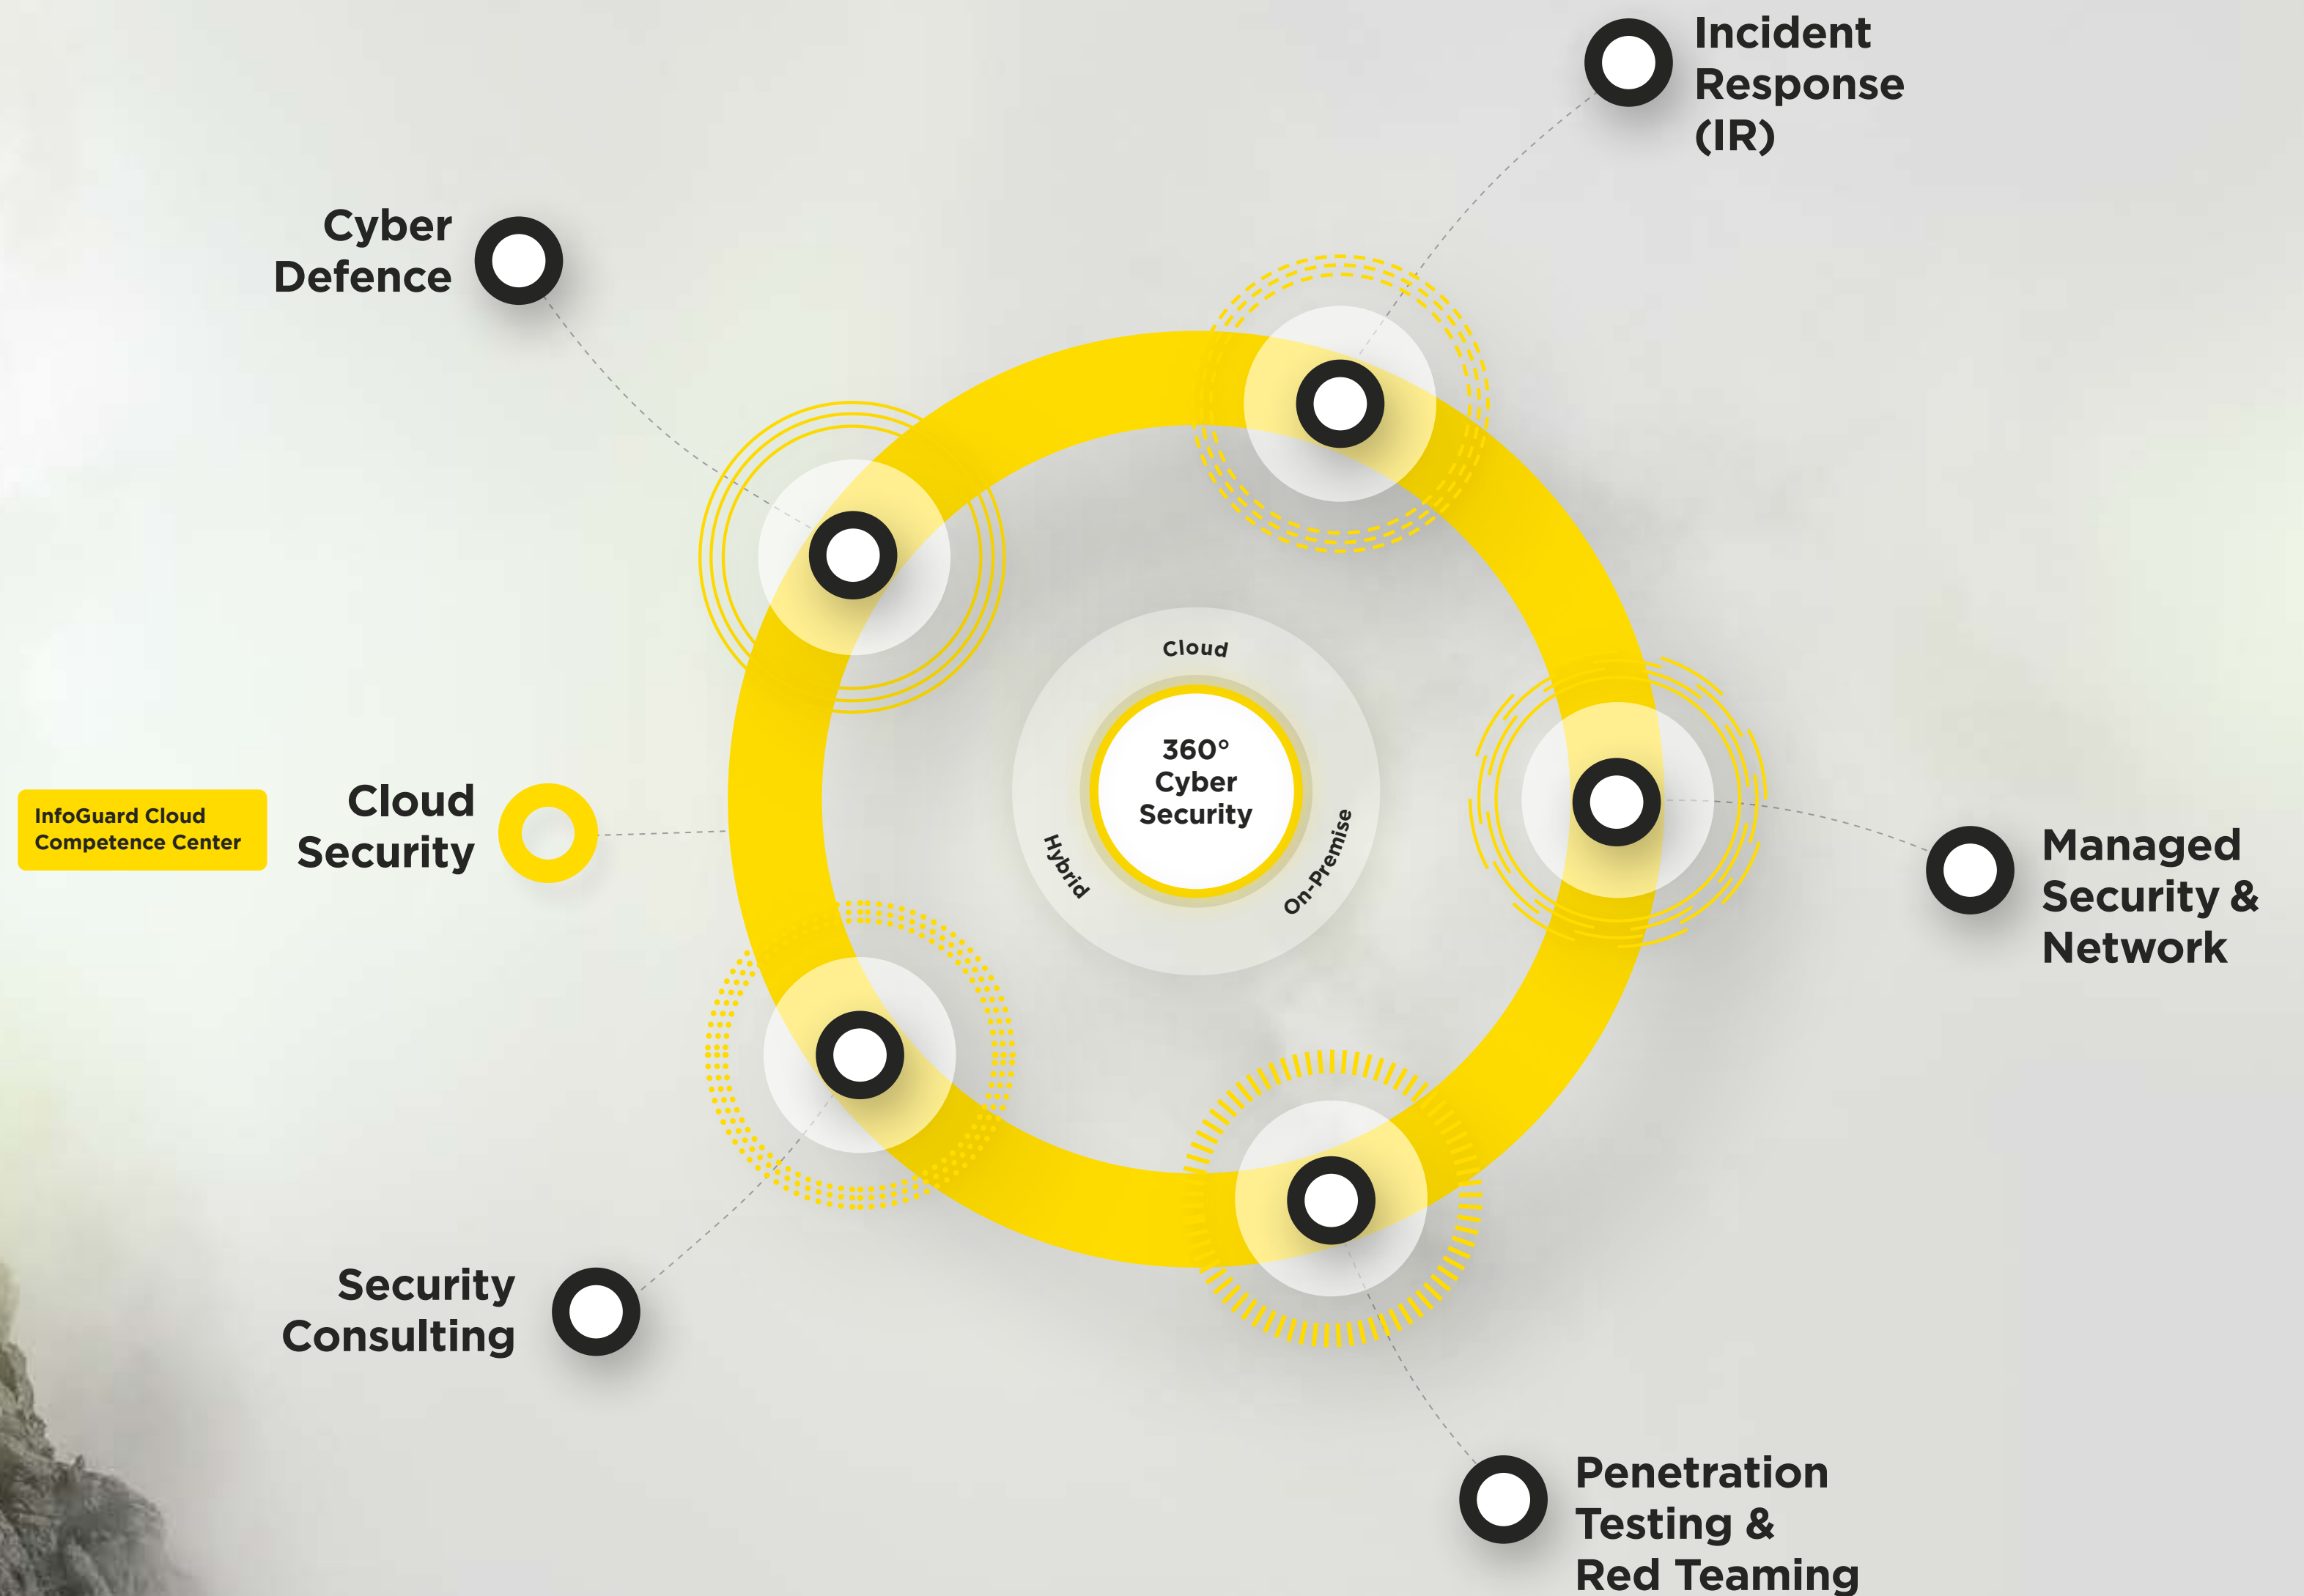 Incident
Response
(IR)
Cyber
Defence
Cloud
360°
Cyber
Security
Hybrid
On-Premise
InfoGuard Cloud
Competence Center
Cloud
Security
Managed
Security &
Network
Security
Consulting
Penetration
Testing &
Red Teaming